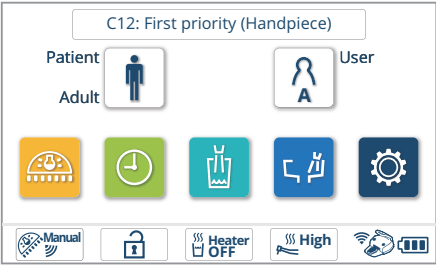 C12: First priority (Handpiece)
Patient
User
Adult
A
Manual
Heater
OFF
High